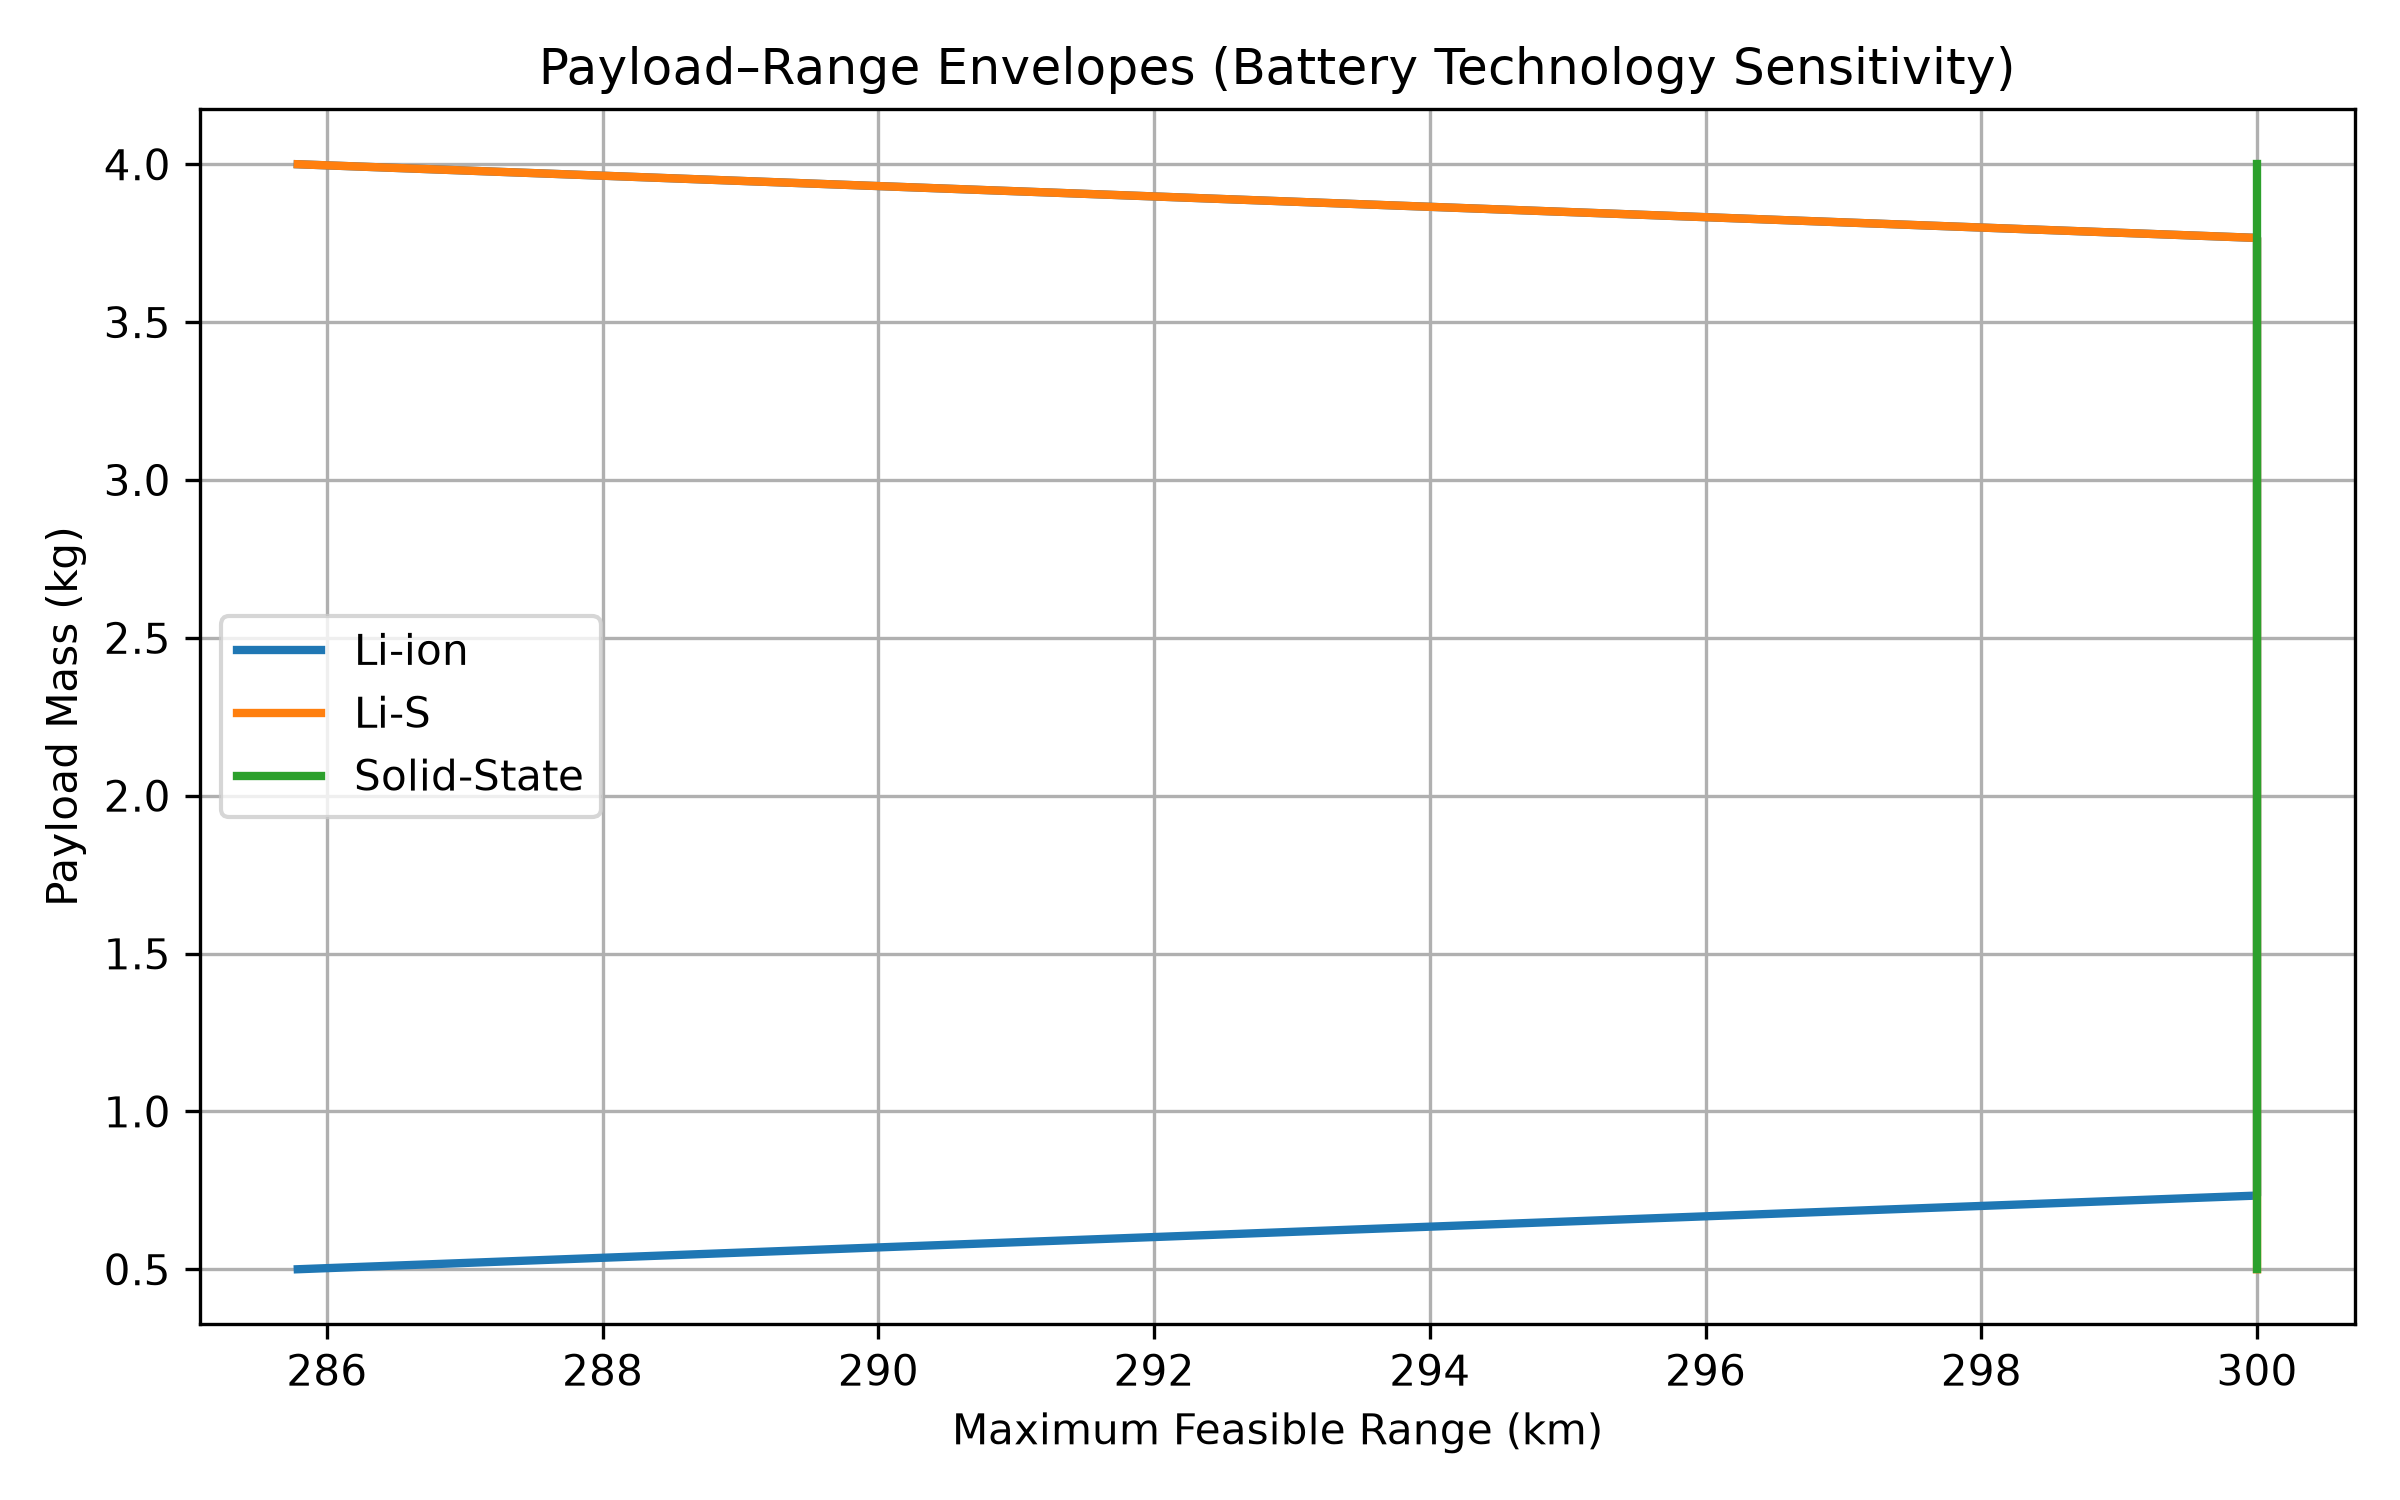 Payload–Range Envelopes (Battery Technology Sensitivity)
4.0
3.5
3.0
2.5
2.0
1.5
1.0
0.5
Payload Mass (kg)
Li-ion
Li-S
Solid-State
286 288 290 292 294 296 298 300
Maximum Feasible Range (km)